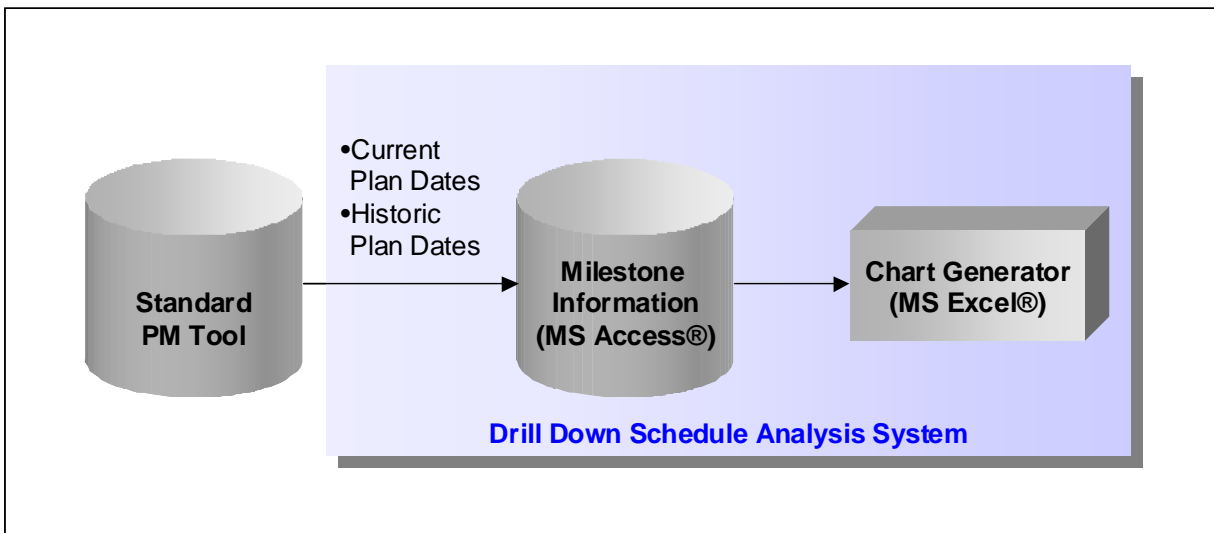 •Current
Plan Dates
•Historic
Plan Dates
Standard
PM Tool
Milestone
Information
(MS Access®)
Chart Generator
(MS Excel®)
Drill Down Schedule Analysis System